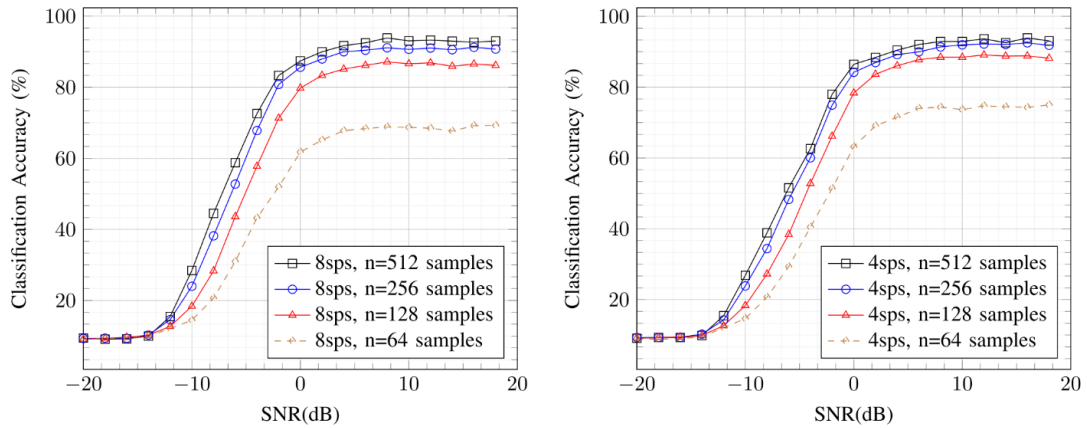 100
80
60
40
20
Classification Accuracy (%)
−20
−10
0
10
20
SNR(dB)
8sps, n=512 samples
8sps, n=256 samples
8sps, n=128 samples
8sps, n=64 samples
100
80
60
40
20
Classification Accuracy (%)
−20
−10
0
10
20
SNR(dB)
4sps, n=512 samples
4sps, n=256 samples
4sps, n=128 samples
4sps, n=64 samples